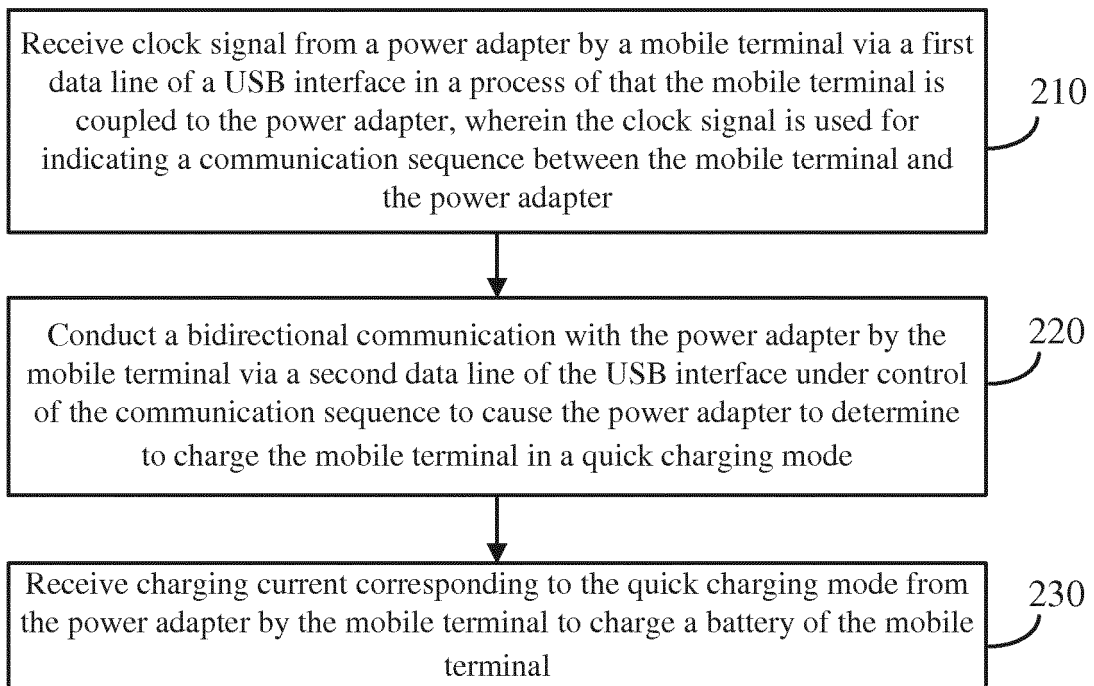 Receive clock signal from a power adapter by a mobile terminal via a first
data line of a USB interface in a process of that the mobile terminal is
coupled to the power adapter, wherein the clock signal is used for
indicating a communication sequence between the mobile terminal and
the power adapter
210
Conduct a bidirectional communication with the power adapter by the
mobile terminal via a second data line of the USB interface under control
of the communication sequence to cause the power adapter to determine
to charge the mobile terminal in a quick charging mode
220
Receive charging current corresponding to the quick charging mode from
the power adapter by the mobile terminal to charge a battery of the mobile
terminal
230